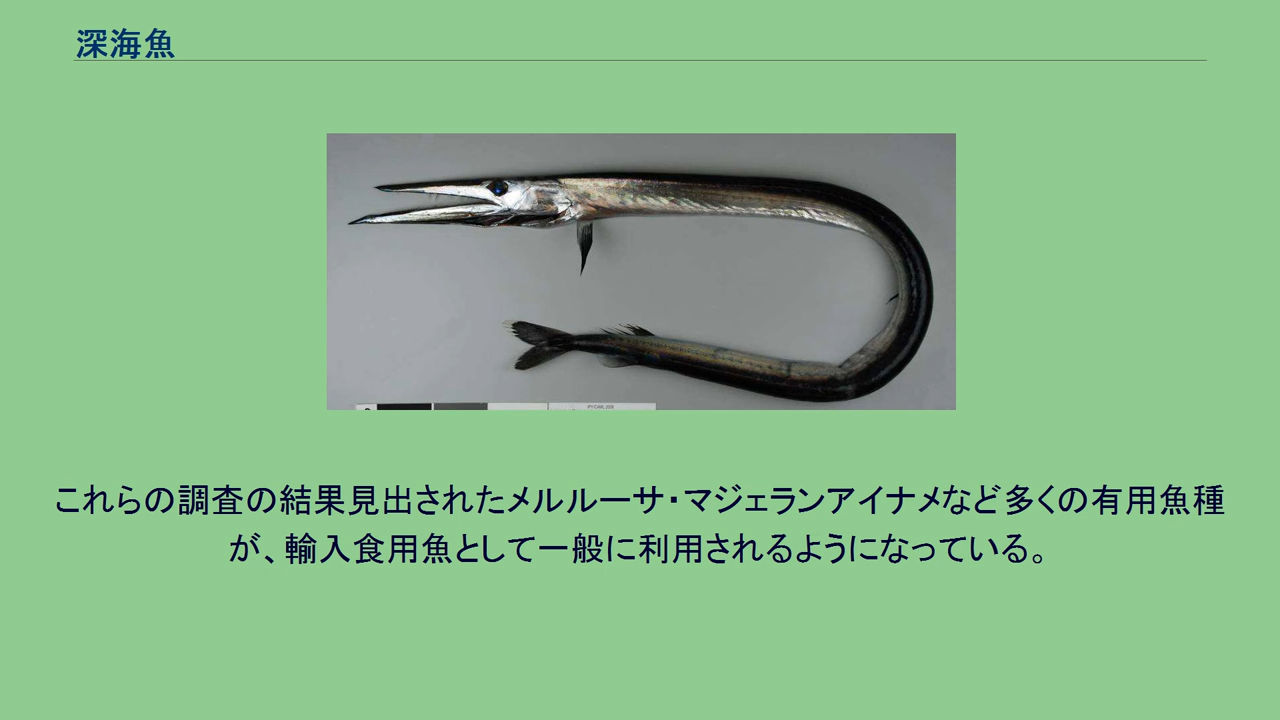 深海魚
これらの調査の結果見出されたメルルーサ・マジェランアイナメなど多くの有用魚種
が、輸入食用魚として一般に利用されるようになっている。